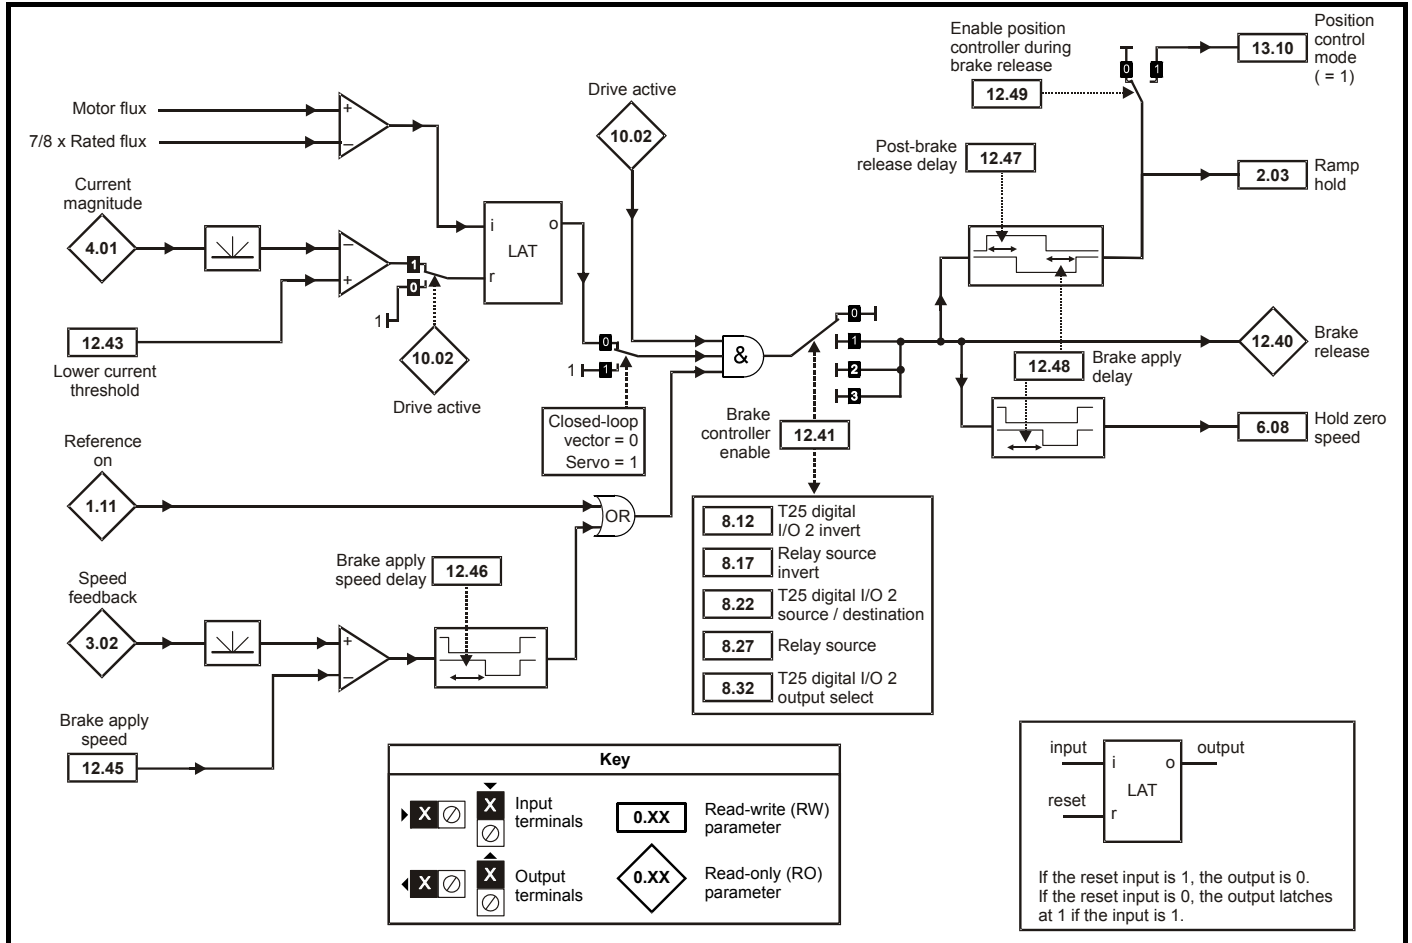 Enable position
controller during
brake release
12.49
0
1
13.10
Position
control
mode
( = 1)
Motor flux
7/8 x Rated flux
+
–
Drive active
10.02
Post-brake
release delay
12.47
2.03
Ramp
hold
Current
magnitude
4.01
–
+
1
0
1
i
o
LAT
r
10.02
Drive active
12.43
Lower current
threshold
0
1
1
&
0
1
2
3
12.40
Brake
release
12.48
Brake apply
delay
Closed-loop
vector = 0
Servo = 1
Brake
controller
enable
12.41
6.08
Hold zero
speed
Reference
on
1.11
OR
8.12
T25 digital
I/O 2 invert
8.17
Relay source
invert
8.22
T25 digital I/O 2
source / destination
8.27
Relay source
8.32
T25 digital I/O 2
output select
Brake apply
speed delay
12.46
Speed
feedback
3.02
+
–
Brake apply
speed
12.45
Key
X
X
Input
terminals
0.XX
Read-write (RW)
parameter
X
X
Output
terminals
0.XX
Read-only (RO)
parameter
input
i
o
output
LAT
reset
r
If the reset input is 1, the output is 0.
If the reset input is 0, the output latches
at 1 if the input is 1.